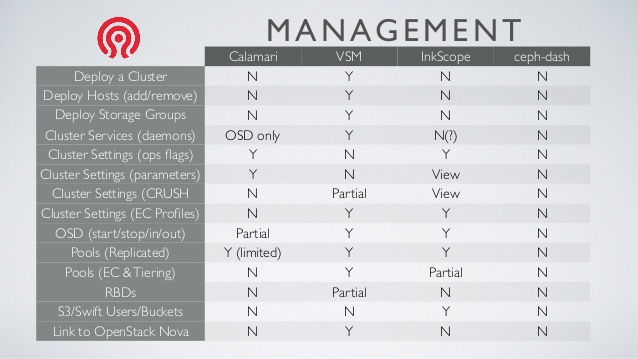 MANAGEMENT
Calamari VSM InkScope ceph-dash
Deploy a Cluster N Y N N
Deploy Hosts (add/remove) N Y N N
Deploy Storage Groups N Y N N
Cluster Services (daemons) OSD only Y N(?) N
Cluster Settings (ops flags) Y N Y N
Cluster Settings (parameters) Y N View N
Cluster Settings (CRUSH N Partial View N
Cluster Settings (EC Profiles) N Y Y N
OSD (start/stop/in/out) Partial Y Y N
Pools (Replicated) Y (limited) Y Y N
Pools (EC & Tiering) N Y Partial N
RBDs N Partial N N
S3/Swift Users/Buckets N N Y N
Link to OpenStack Nova N Y N N